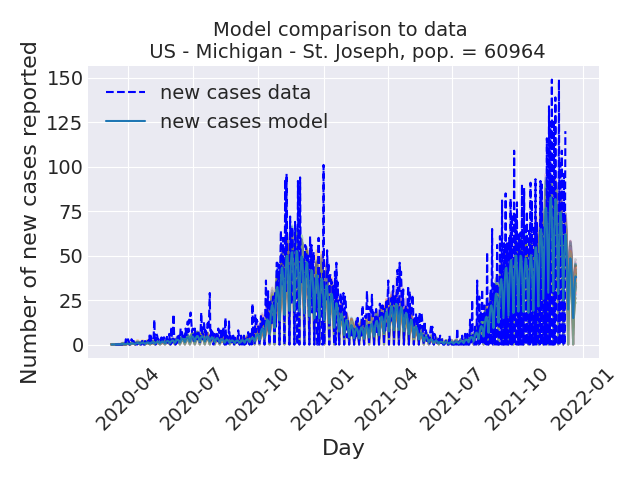 Model comparison to data
US - Michigan - St. Joseph, pop. = 60964
Number of new cases reported
150
125
100
75
50
25
0
new cases data
new cases model
2020-04
2020-07
2020-10
2021-01
2021-04
2021-07
2021-10
2022-01
Day